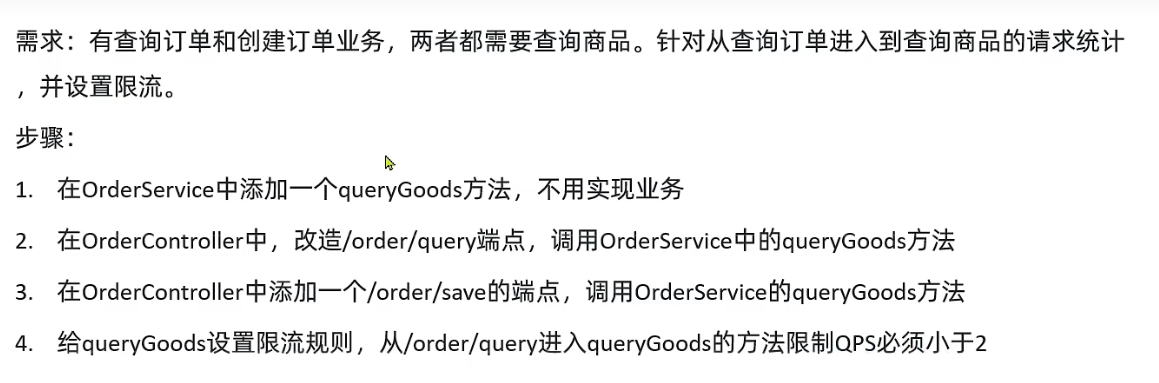 需求：有查询订单和创建订单业务，两者都需要查询商品。针对从查询订单进入到查询商品的请求统计
，并设置限流。
步骤：
1. 在OrderService中添加一个queryGoods方法，不用实现业务
2. 在OrderController中，改造/order/query端点，调用OrderService中的queryGoods方法
3. 在OrderController中添加一个/order/save的端点，调用OrderService的queryGoods方法
4. 给queryGoods设置限流规则，从/order/query进入queryGoods的方法限制QPS必须小于2